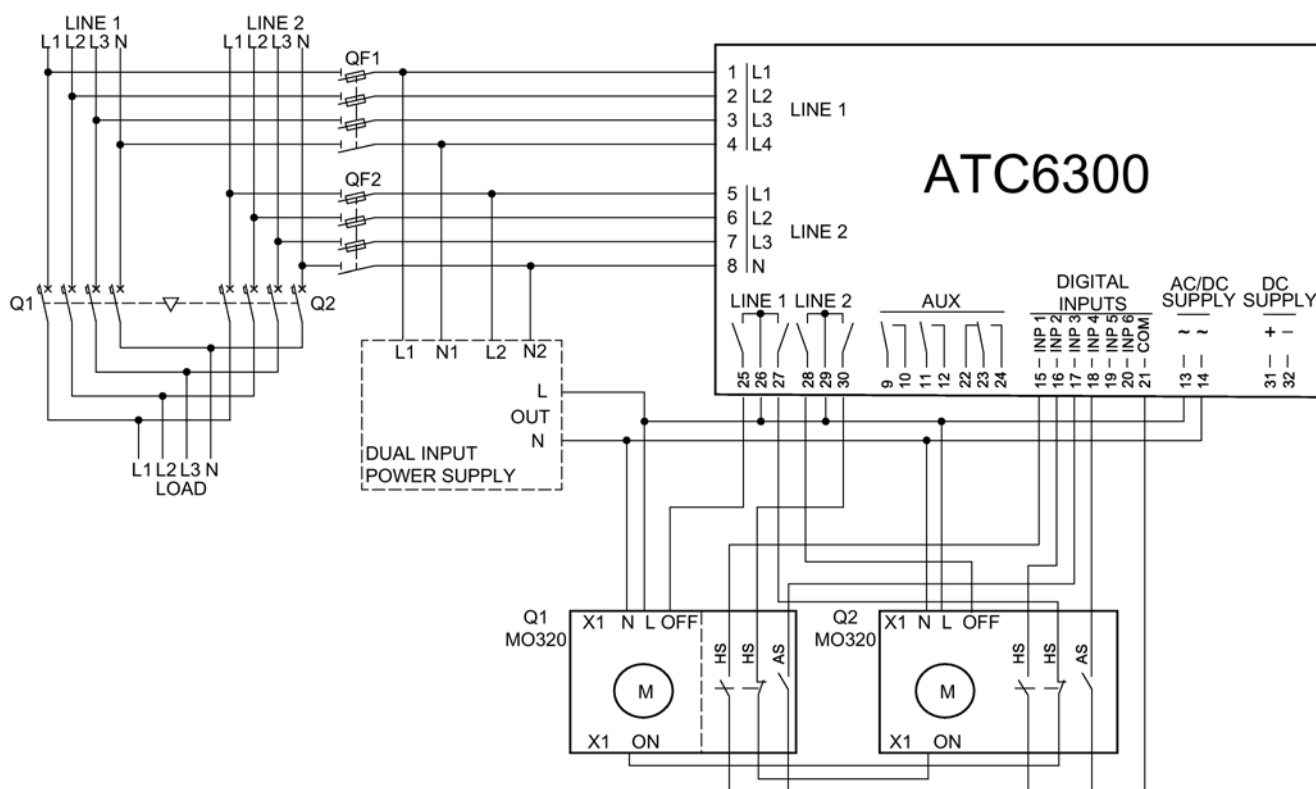 LINE 1 LINE 2
L1 L2 L3 N L1 L2 L3 N
QF1
1 L1
2 L2
3 L3
4 L4
LINE 1
ATC6300
QF2
5 L1
6 L2
7 L3
8 N
LINE 2
Q1 Q2
LINE 1 LINE 2 AUX
DIGITAL
INPUTS
AC/DC
SUPPLY
DC
SUPPLY
25
26
27
28
29
30
9
10
11
12
22
23
24
15 – INP 1
16 – INP 2
17 – INP 3
18 – INP 4
19 – INP 5
20 – INP 6
21 – COM
13 – ~
14 – ~
31 – +
32 – –
L1 N1 L2 N2
L
OUT
N
DUAL INPUT
POWER SUPPLY
L1 L2 L3 N
LOAD
Q1
MO320
X1 N L OFF
HS
HS
AS
M
X1 ON
Q2
MO320
X1 N L OFF
HS
HS
AS
M
X1 ON